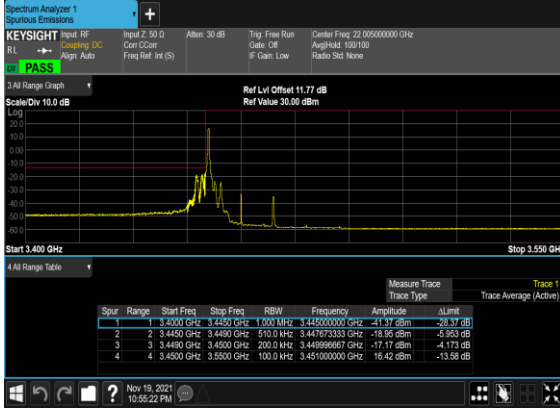 Spectrum Analyzer 1
Spurious Emissions
+
KEYSIGHT Input: RF Input Z: 50 Ω Atten: 30 dB Trig: Free Run Center Freq: 22.005000000 GHz
RL Coupling: DC Corr CCorr Gate: Off Avg|Hold: 100/100
Align: Auto Freq Ref: Int (S) IF Gain: Low Radio Std: None
PASS
3 All Range Graph Ref Lvl Offset 11.77 dB
Scale/Div 10.0 dB Ref Value 30.00 dBm
Log
20.0
10.0
0.00
-10.0
-20.0
-30.0
-40.0
-50.0
-60.0
Start 3.400 GHz Stop 3.550 GH
4 All Range Table
Measure Trace Trace 1
Trace Type Trace Average (Active)
Spur Range Start Freq Stop Freq RBW Frequency Amplitude ΔLimit
1 1 3.4000 GHz 3.4450 GHz 1.000 MHz 3.445000000 GHz -41.37 dBm -28.37 dB
2 2 3.4450 GHz 3.4490 GHz 510.0 kHz 3.447673333 GHz -18.95 dBm -5.953 dB
3 3 3.4490 GHz 3.4500 GHz 200.0 kHz 3.449996667 GHz -17.17 dBm -4.173 dB
4 4 3.4500 GHz 3.5500 GHz 100.0 kHz 3.451000000 GHz 16.42 dBm -13.58 dB
? Nov 19, 2021
10:55:22 PM